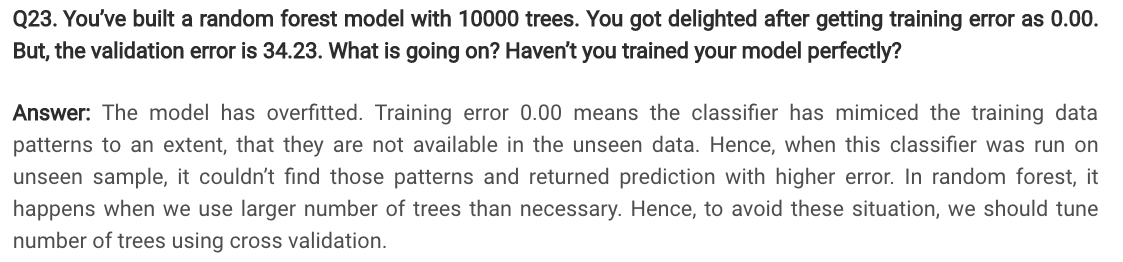 Q23. You’ve built a random forest model with 10000 trees. You got delighted after getting training error as 0.00.
But, the validation error is 34.23. What is going on? Haven’t you trained your model perfectly?
Answer: The model has overfitted. Training error 0.00 means the classifier has mimiced the training data
patterns to an extent, that they are not available in the unseen data. Hence, when this classifier was run on
unseen sample, it couldn’t find those patterns and returned prediction with higher error. In random forest, it
happens when we use larger number of trees than necessary. Hence, to avoid these situation, we should tune
number of trees using cross validation.